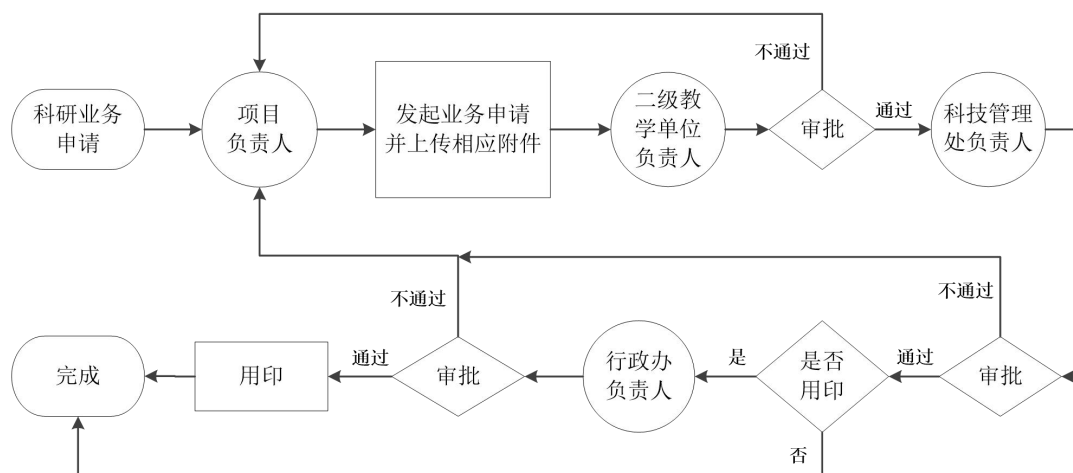 不通过
科研业务
申请
项目
负责人
发起业务申请
并上传相应附件
二级教
学单位
负责人
审批
通过
科技管理
处负责人
不通过
不通过
完成
用印
通过
审批
行政办
负责人
是
是否
用印
通过
审批
否